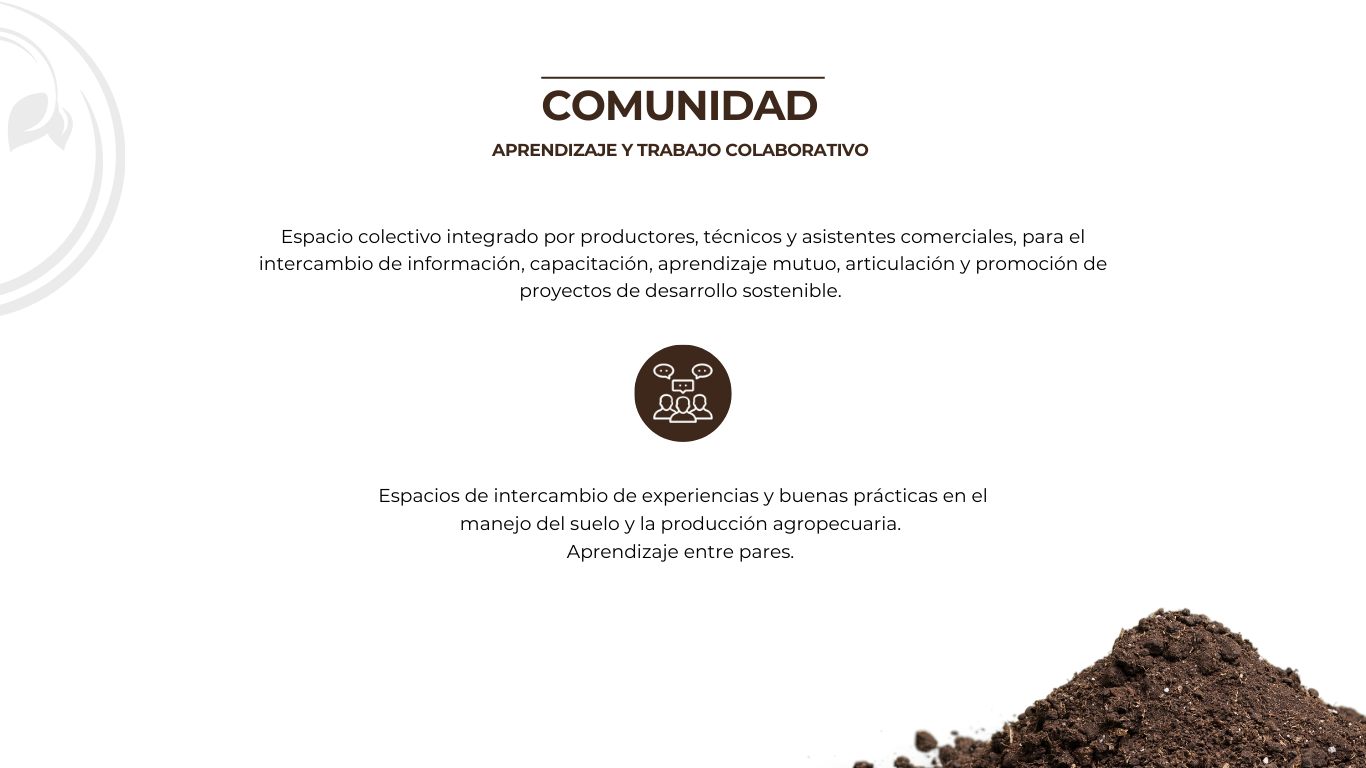 COMUNIDAD
APRENDIZAJE Y TRABAJO COLABORATIVO
Espacio colectivo integrado por productores, técnicos y asistentes comerciales, para el
intercambio de información, capacitación, aprendizaje mutuo, articulación y promoción de
proyectos de desarrollo sostenible.
Espacios de intercambio de experiencias y buenas prácticas en el
manejo del suelo y la producción agropecuaria.
Aprendizaje entre pares.